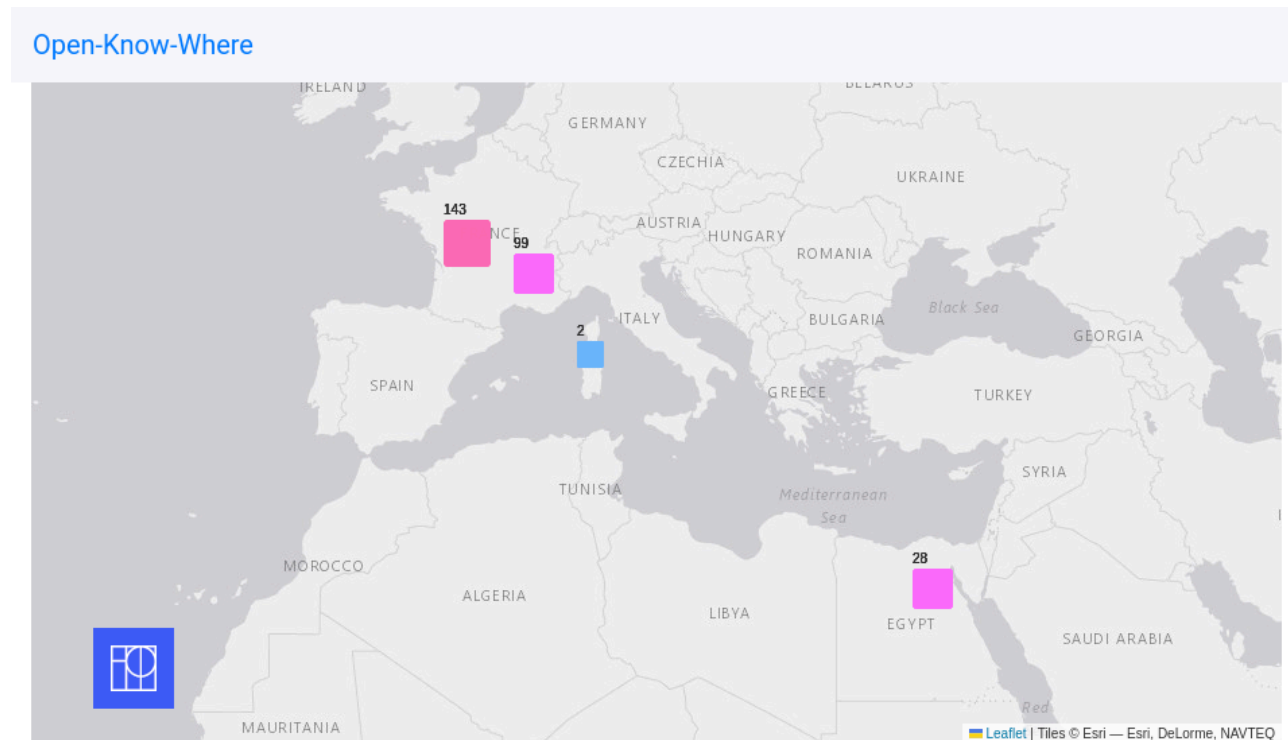 Open-Know-Where
IRELAND
BELARUS
GERMANY
CZECHIA
UKRAINE
143
NCE
99
AUSTRIA
HUNGARY
ROMANIA
Black Sea
2
ITALY
BULGARIA
GEORGIA
SPAIN
GREECE
TURKEY
SYRIA
TUNISIA
Mediterranean
Sea
28
MOROCCO
ALGERIA
LIBYA
EGYPT
SAUDI ARABIA
Red
MAURITANIA
Leaflet | Tiles © Esri — Esri, DeLorme, NAVTEQ